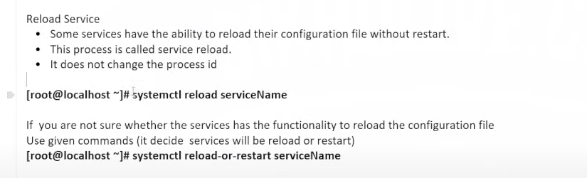 Reload Service
• Some services have the ability to reload their configuration file without restart.
• This process is called service reload.
• It does not change the process id
[root@localhost ~]# systemctl reload serviceName
If you are not sure whether the services has the functionality to reload the configuration file
Use given commands (it decide services will be reload or restart)
[root@localhost ~]# systemctl reload-or-restart serviceName